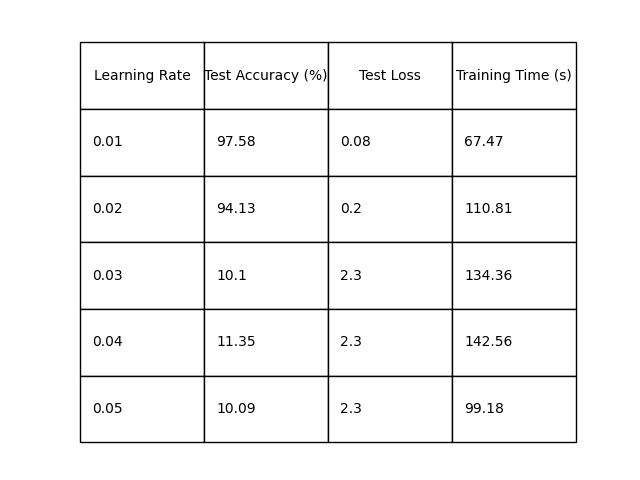 Learning Rate Test Accuracy (%) Test Loss Training Time (s)
0.01 97.58 0.08 67.47
0.02 94.13 0.2 110.81
0.03 10.1 2.3 134.36
0.04 11.35 2.3 142.56
0.05 10.09 2.3 99.18